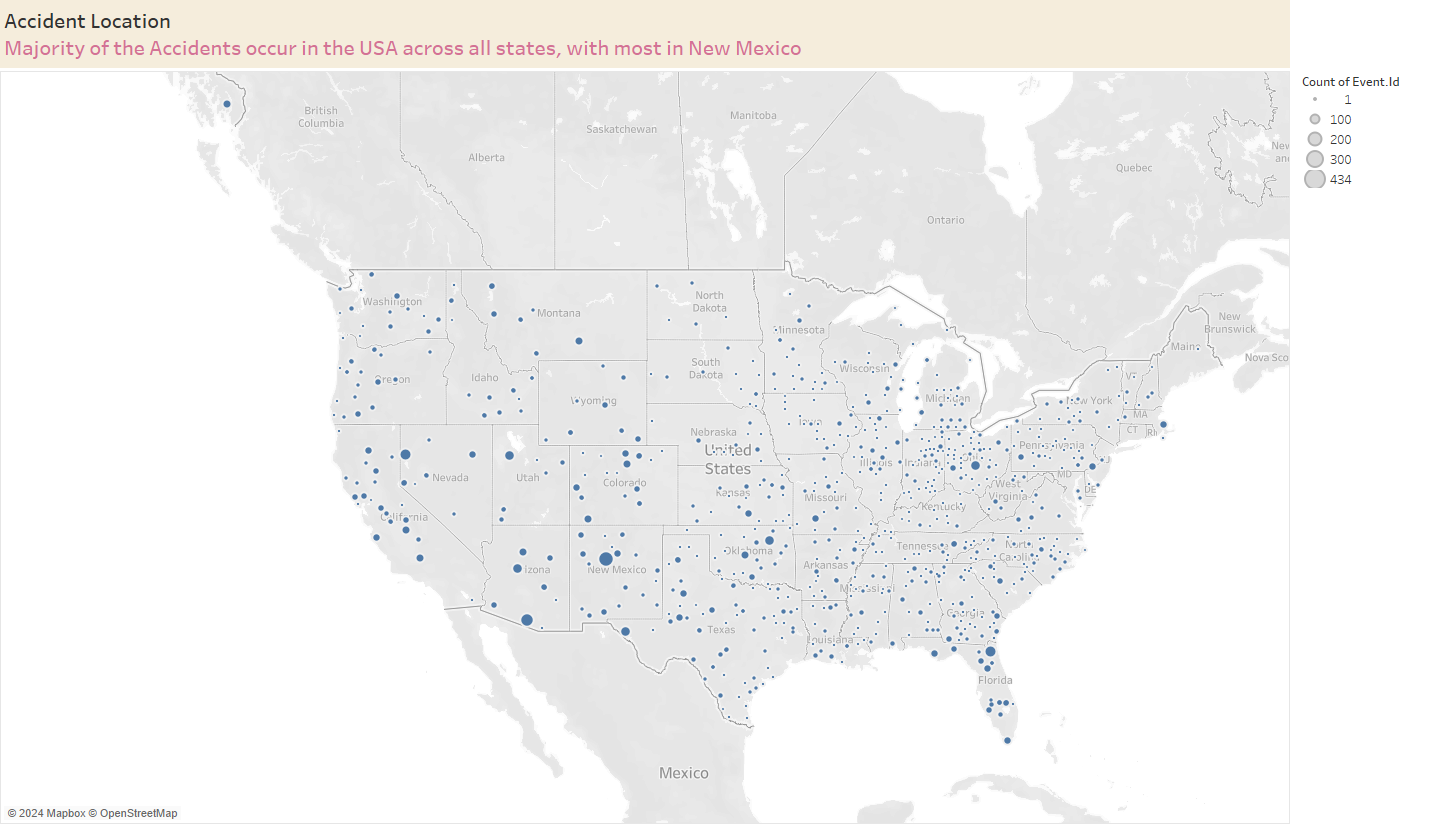 Accident Location
Majority of the Accidents occur in the USA across all states, with most in New Mexico
Count of Event.Id
1
100
200
300
434
British
Columbia
Alberta
Saskatchewan
Manitoba
Ontario
Quebec
New
Brunswick
Nova Sco
Maine
Washington
Montana
North
Dakota
Minnesota
Oregon
Idaho
Wyoming
South
Dakota
Wisconsin
Michigan
New York
VT
MA
CT
RI
Iowa
Nebraska
United
States
Illinois
Indiana
Pennsylvania
MD
DE
Nevada
Utah
Colorado
Kansas
Missouri
West
Virginia
Kentucky
California
izona
New Mexico
Oklahoma
Arkansas
Tennessee
North
Carolina
Mississippi
Georgia
Texas
Louisiana
Florida
Mexico
© 2024 Mapbox © OpenStreetMap